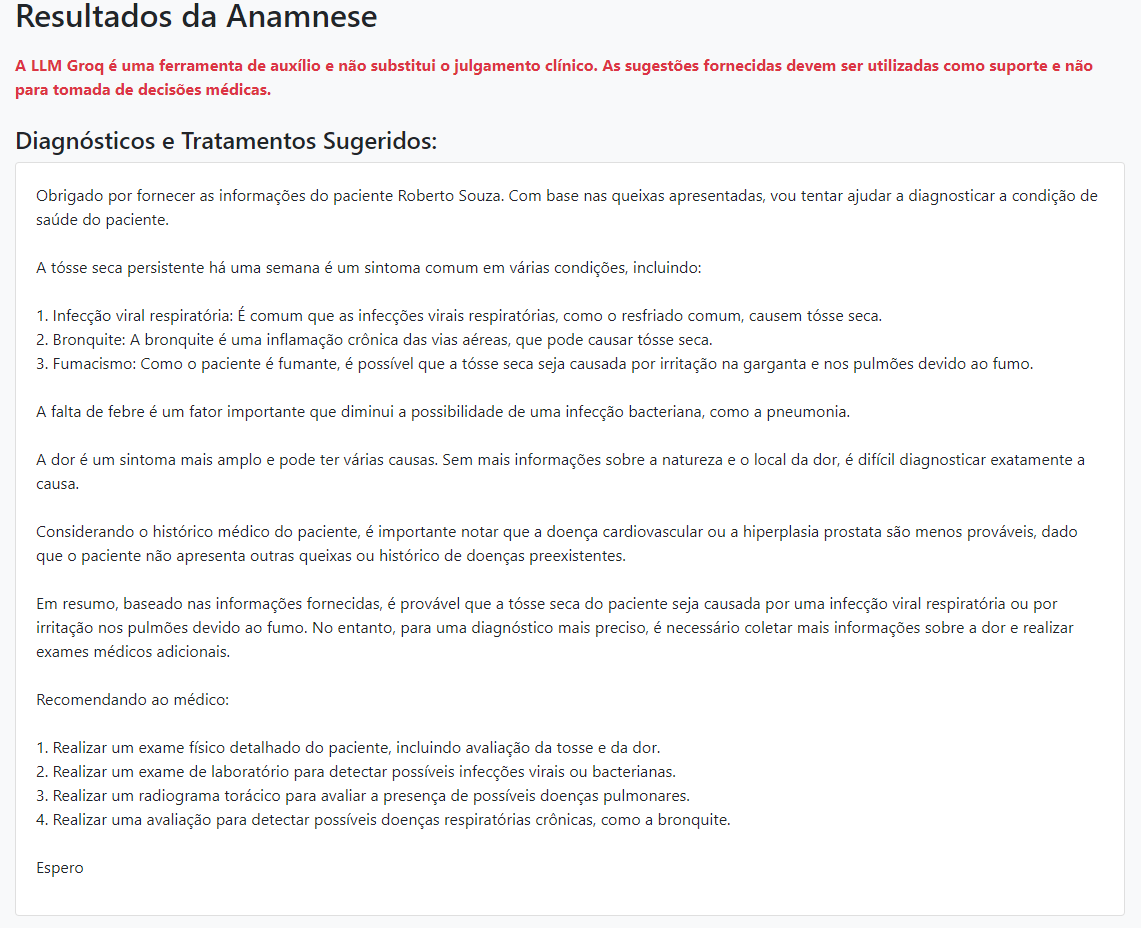 Resultados da Anamnese
A LLM Groq é uma ferramenta de auxílio e não substitui o julgamento clínico. As sugestões fornecidas devem ser utilizadas como suporte e não
para tomada de decisões médicas.
Diagnósticos e Tratamentos Sugeridos:
Obrigado por fornecer as informações do paciente Roberto Souza. Com base nas queixas apresentadas, vou tentar ajudar a diagnosticar a condição de
saúde do paciente.
A tósse seca persistente há uma semana é um sintoma comum em várias condições, incluindo:
1. Infecção viral respiratória: É comum que as infecções virais respiratórias, como o resfriado comum, causem tósse seca.
2. Bronquite: A bronquite é uma inflamação crônica das vias aéreas, que pode causar tósse seca.
3. Fumacismo: Como o paciente é fumante, é possível que a tósse seca seja causada por irritação na garganta e nos pulmões devido ao fumo.
A falta de febre é um fator importante que diminui a possibilidade de uma infecção bacteriana, como a pneumonia.
A dor é um sintoma mais amplo e pode ter várias causas. Sem mais informações sobre a natureza e o local da dor, é difícil diagnosticar exatamente a
causa.
Considerando o histórico médico do paciente, é importante notar que a doença cardiovascular ou a hiperplasia prostata são menos prováveis, dado
que o paciente não apresenta outras queixas ou histórico de doenças preexistentes.
Em resumo, baseado nas informações fornecidas, é provável que a tósse seca do paciente seja causada por uma infecção viral respiratória ou por
irritação nos pulmões devido ao fumo. No entanto, para uma diagnóstico mais preciso, é necessário coletar mais informações sobre a dor e realizar
exames médicos adicionais.
Recomendando ao médico:
1. Realizar um exame físico detalhado do paciente, incluindo avaliação da tosse e da dor.
2. Realizar um exame de laboratório para detectar possíveis infecções virais ou bacterianas.
3. Realizar um radiograma torácico para avaliar a presença de possíveis doenças pulmonares.
4. Realizar uma avaliação para detectar possíveis doenças respiratórias crônicas, como a bronquite.
Espero